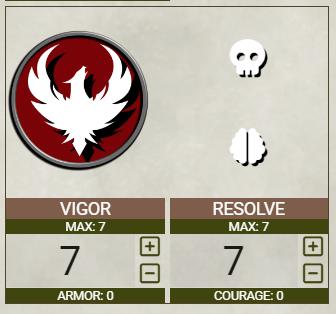 VIGOR RESOLVE
MAX: 7 MAX: 7
7 + − 7 + −
ARMOR: 0 COURAGE: 0